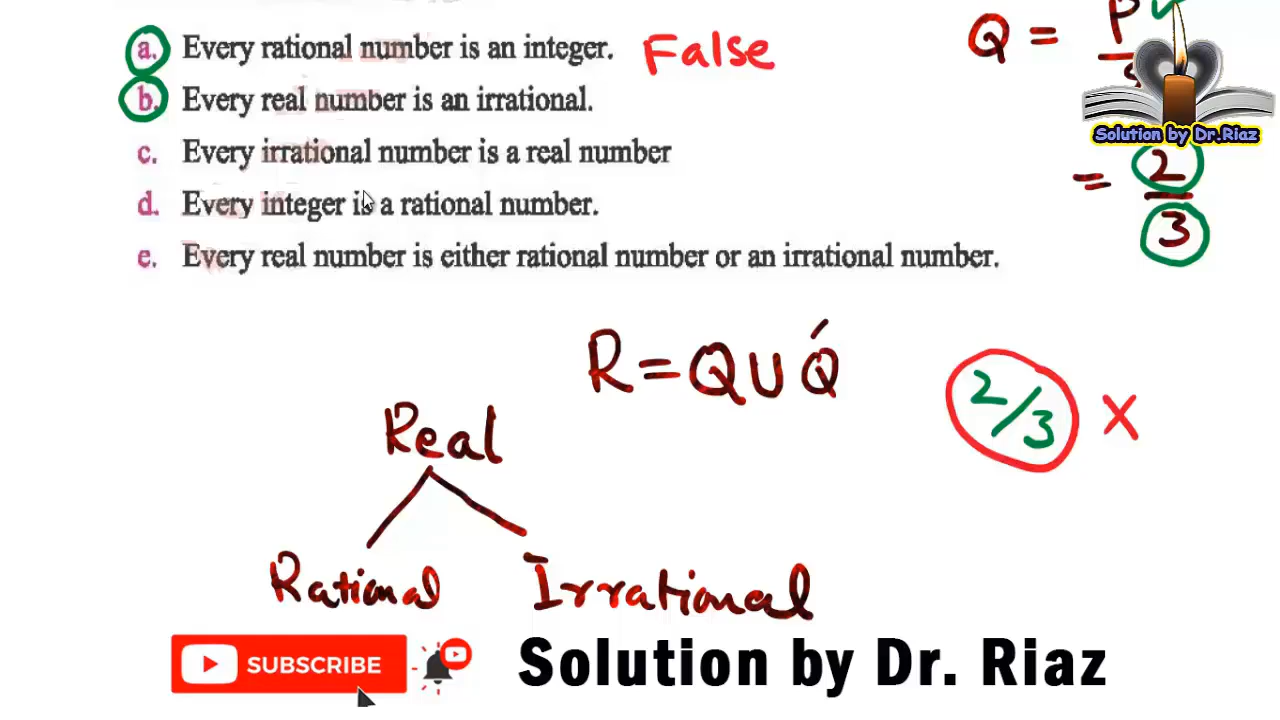 a. Every rational number is an integer. False
Q = P
b. Every real number is an irrational.
Solution by Dr.Riaz
c. Every irrational number is a real number
= 2/3
d. Every integer is a rational number.
e. Every real number is either rational number or an irrational number.
R = Q U Q́
2/3 X
Real
Rational Irrational
SUBSCRIBE
Solution by Dr. Riaz